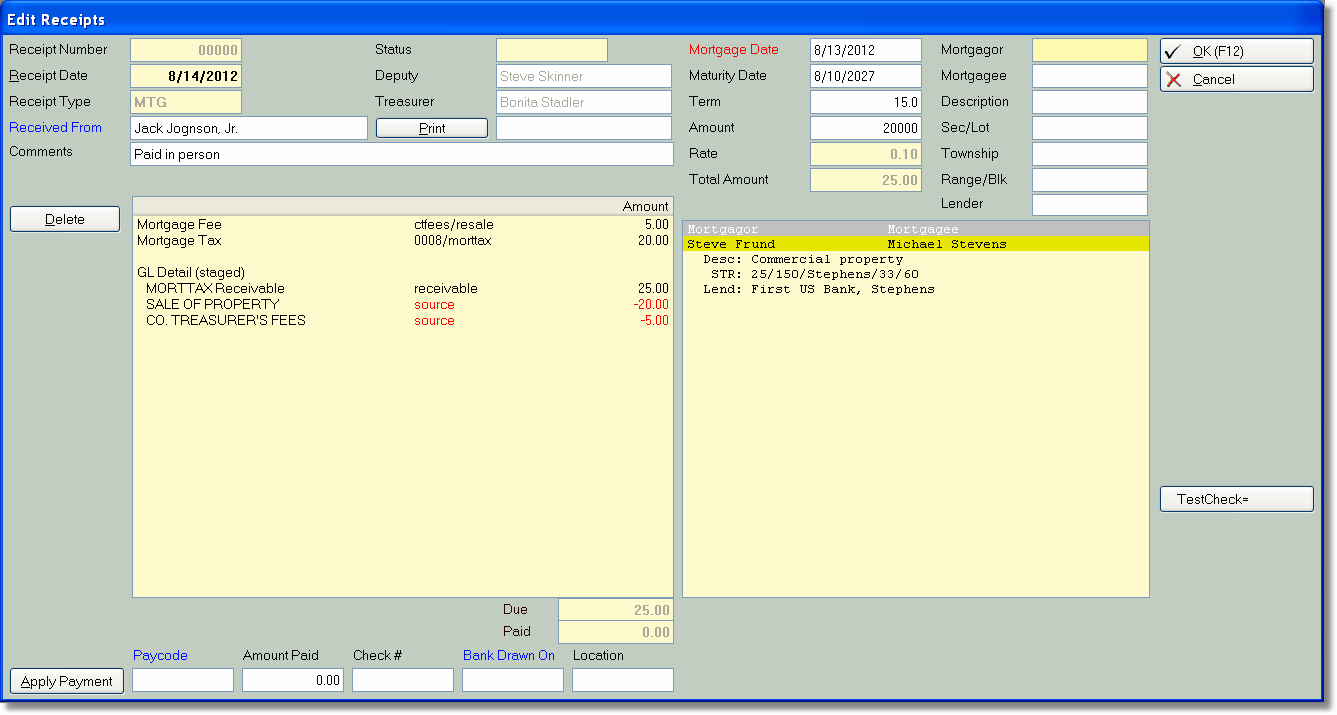 Edit Receipts
Receipt Number 00000 Status Mortgage Date 8/13/2012 Mortgagor OK (F12)
Receipt Date 8/14/2012 Deputy Steve Skinner Maturity Date 8/10/2027 Mortgagee Cancel
Receipt Type MTG Treasurer Bonita Stadler Term 15.0 Description
Received From Jack Jognson, Jr. Print Amount 20000 Sec/Lot
Comments Paid in person Rate 0.10 Township
Total Amount 25.00 Range/Blk
Lender
Delete
Amount
Mortgage Fee ctfees/resale 5.00
Mortgage Tax 0008/morttax 20.00
GL Detail (staged)
MORTTAX Receivable receivable 25.00
SALE OF PROPERTY source -20.00
CO. TREASURER'S FEES source -5.00
Mortgagor Mortgagee
Steve Frund Michael Stevens
Desc: Commercial property
STR: 25/150/Stephens/33/60
Lend: First US Bank, Stephens
TestCheck=
Due 25.00
Paid 0.00
Paycode Amount Paid Check # Bank Drawn On Location
Apply Payment 0.00